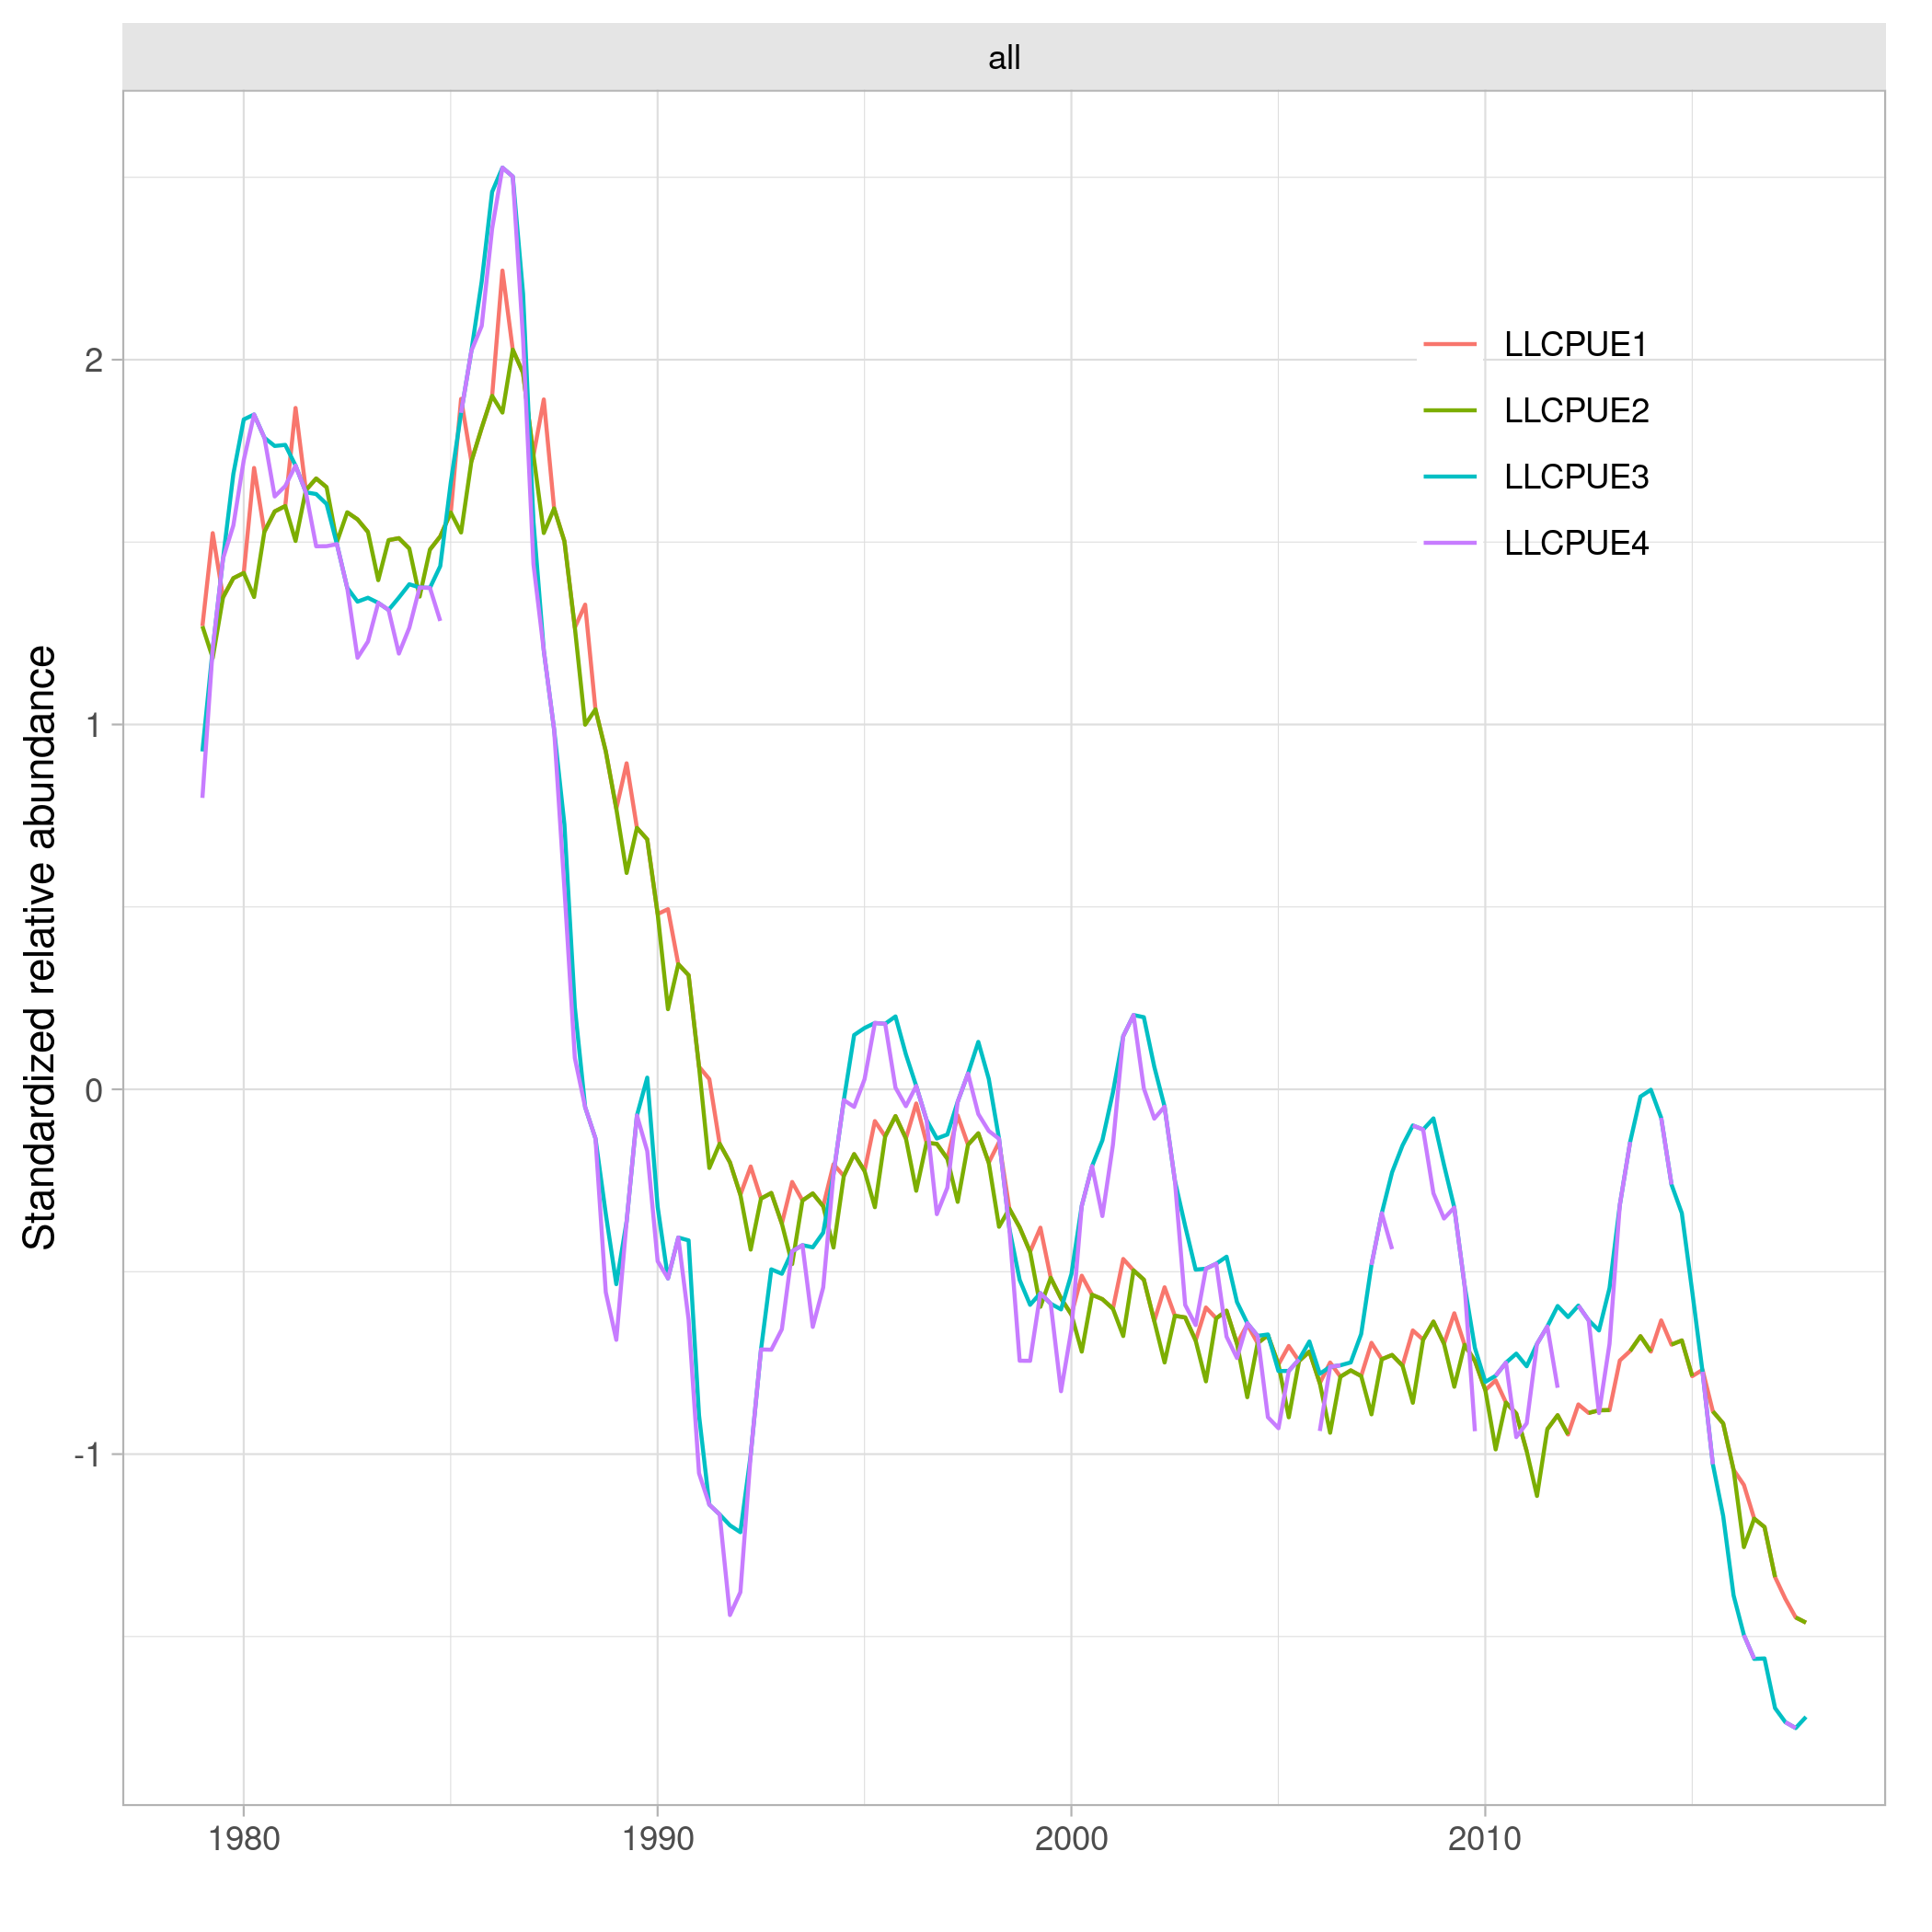 all
Standardized relative abundance
2
1
0
-1
LLCPUE1
LLCPUE2
LLCPUE3
LLCPUE4
1980
1990
2000
2010